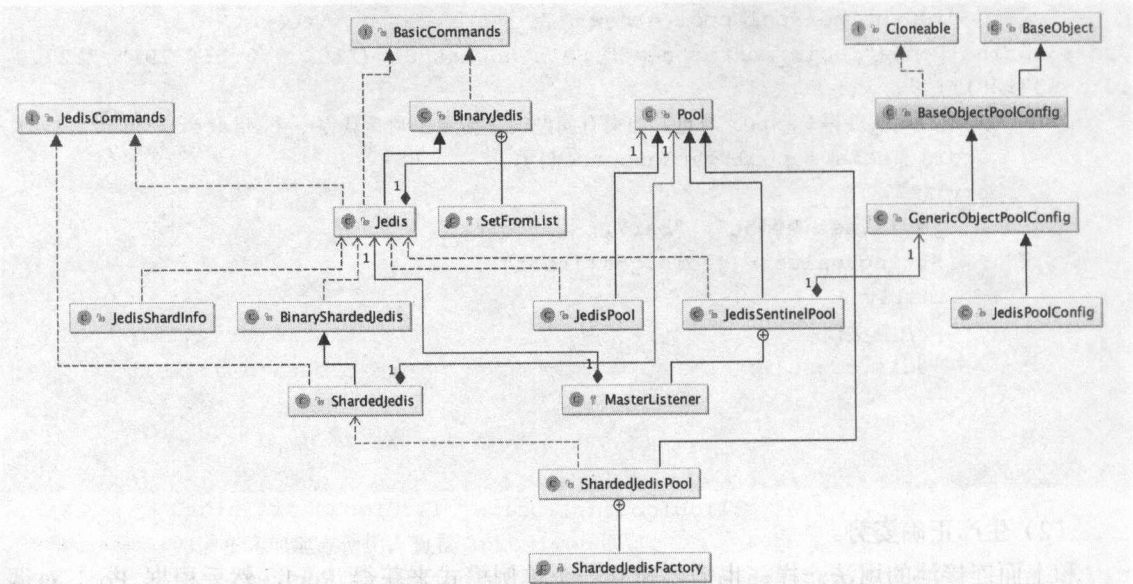 BasicCommands
Cloneable
BaseObject
JedisCommands
BinaryJedis
Pool
BaseObjectPoolConfig
1
1
1
Jedis
SetFromList
GenericObjectPoolConfig
1
1
1
JedisShardInfo
BinaryShardedJedis
JedisPool
JedisSentinelPool
JedisPoolConfig
1
1
ShardedJedis
MasterListener
ShardedJedisPool
ShardedJedisFactory